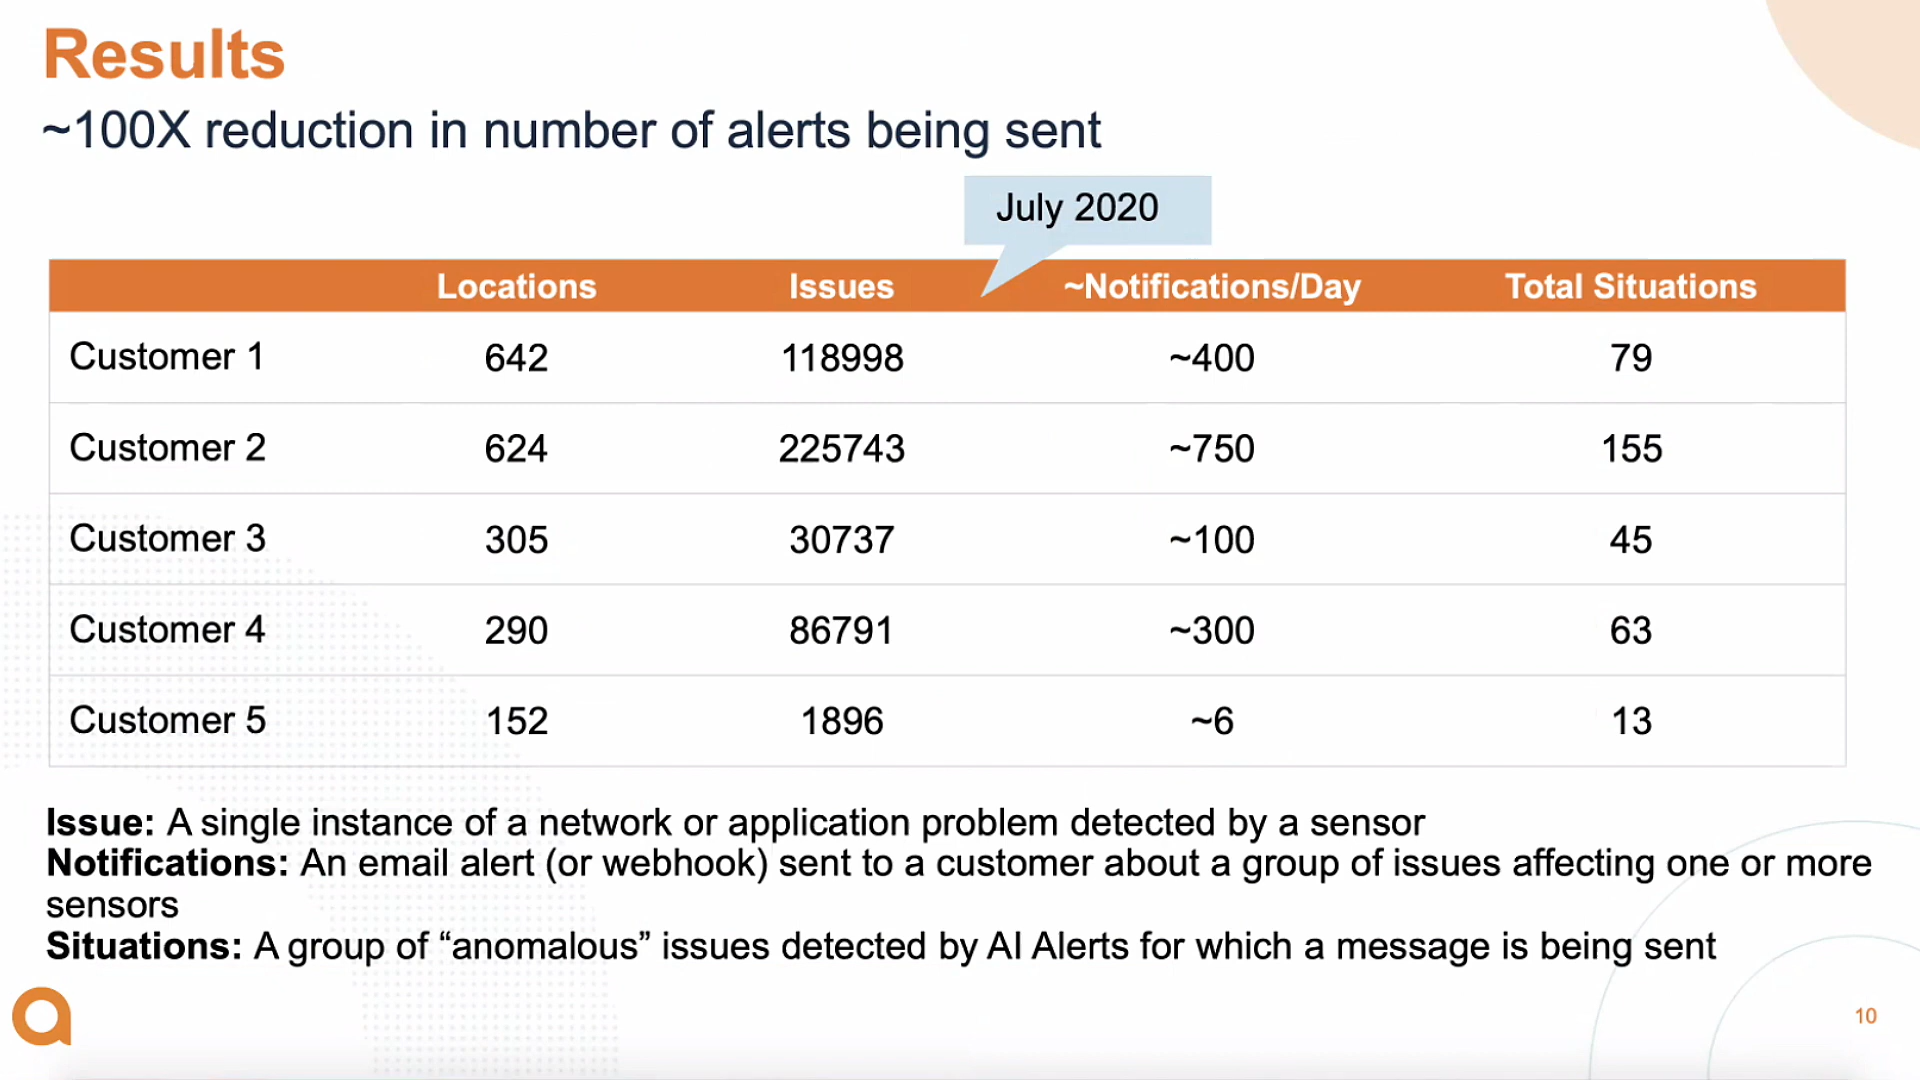 Results
~100X reduction in number of alerts being sent
July 2020
Locations Issues ~Notifications/Day Total Situations
Customer 1 642 118998 ~400 79
Customer 2 624 225743 ~750 155
Customer 3 305 30737 ~100 45
Customer 4 290 86791 ~300 63
Customer 5 152 1896 ~6 13
Issue: A single instance of a network or application problem detected by a sensor
Notifications: An email alert (or webhook) sent to a customer about a group of issues affecting one or more
sensors
Situations: A group of “anomalous” issues detected by AI Alerts for which a message is being sent
10